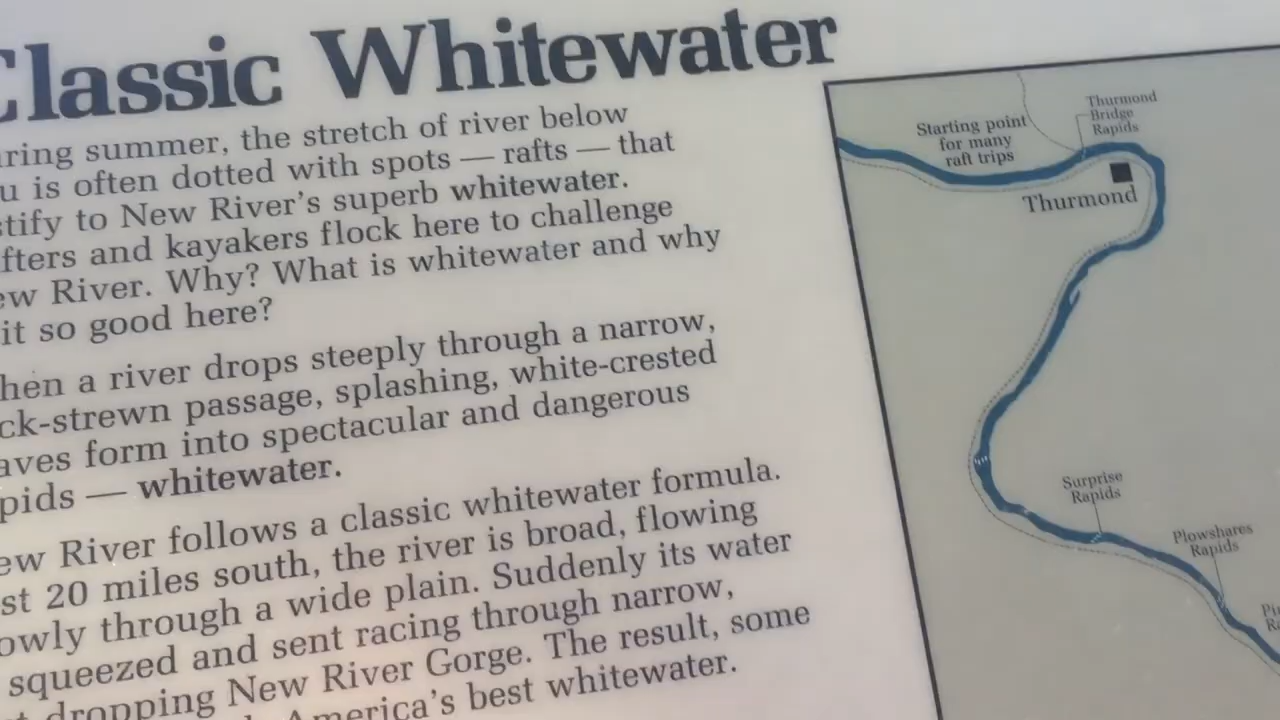 Classic Whitewater
uring summer, the stretch of river below
u is often dotted with spots — rafts — that
stify to New River's superb whitewater.
fters and kayakers flock here to challenge
ew River. Why? What is whitewater and why
it so good here?
hen a river drops steeply through a narrow,
ck-strewn passage, splashing, white-crested
aves form into spectacular and dangerous
pids — whitewater.
ew River follows a classic whitewater formula.
st 20 miles south, the river is broad, flowing
owly through a wide plain. Suddenly its water
squeezed and sent racing through narrow,
dropping New River Gorge. The result, some
America's best whitewater.
Starting point
for many
raft trips
Thurmond
Bridge
Rapids
Thurmond
Surprise
Rapids
Plowshares
Rapids